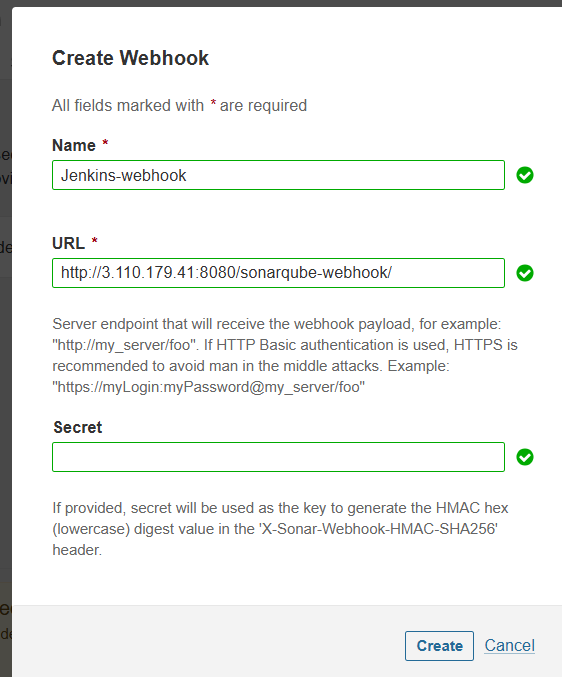 Create Webhook
All fields marked with * are required
Name *
Jenkins-webhook
URL *
http://3.110.179.41:8080/sonarqube-webhook/
Server endpoint that will receive the webhook payload, for example:
"http://my_server/foo". If HTTP Basic authentication is used, HTTPS is
recommended to avoid man in the middle attacks. Example:
"https://myLogin:myPassword@my_server/foo"
Secret
If provided, secret will be used as the key to generate the HMAC hex
(lowercase) digest value in the 'X-Sonar-Webhook-HMAC-SHA256'
header.
Create Cancel